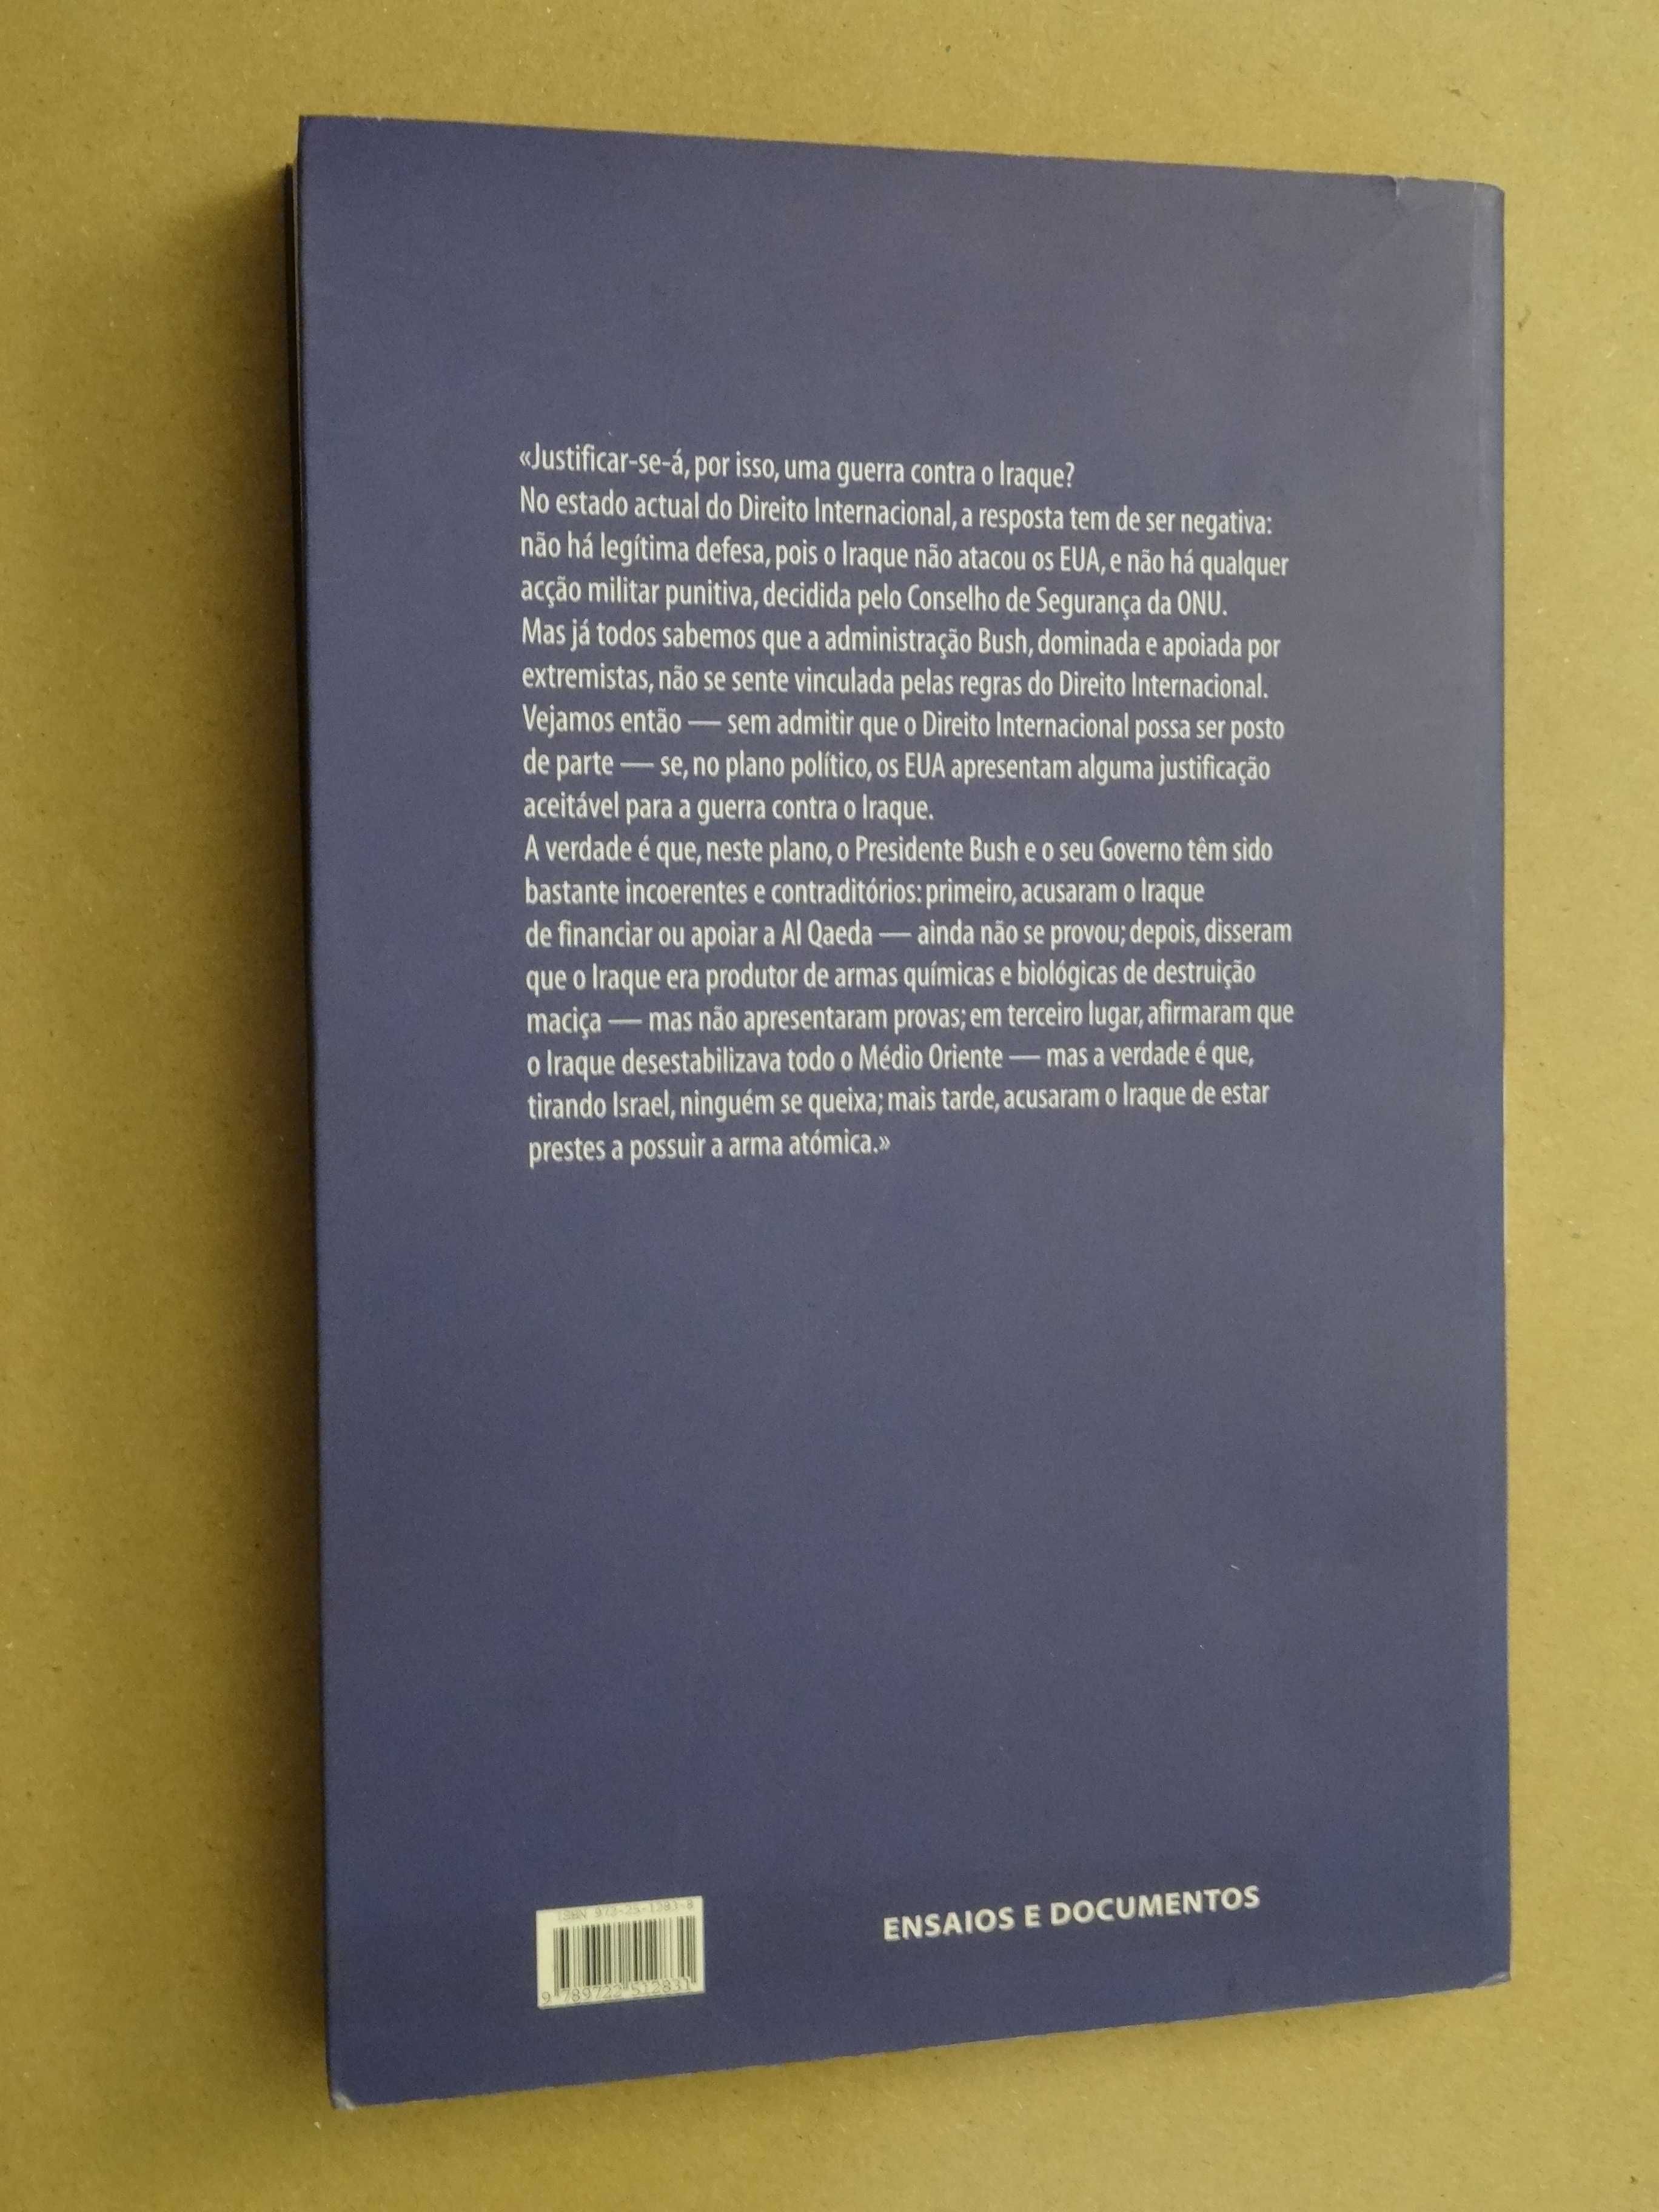 «Justificar-se-á, por isso, uma guerra contra o Iraque?
No estado actual do Direito Internacional, a resposta tem de ser negativa:
não há legítima defesa, pois o Iraque não atacou os EUA, e não há qualquer
acção militar punitiva, decidida pelo Conselho de Segurança da ONU.
Mas já todos sabemos que a administração Bush, dominada e apoiada por
extremistas, não se sente vinculada pelas regras do Direito Internacional.
Vejamos então — sem admitir que o Direito Internacional possa ser posto
de parte — se, no plano político, os EUA apresentam alguma justificação
aceitável para a guerra contra o Iraque.
A verdade é que, neste plano, o Presidente Bush e o seu Governo têm sido
bastante incoerentes e contraditórios: primeiro, acusaram o Iraque
de financiar ou apoiar a Al Qaeda — ainda não se provou; depois, disseram
que o Iraque era produtor de armas químicas e biológicas de destruição
maciça — mas não apresentaram provas; em terceiro lugar, afirmaram que
o Iraque desestabilizava todo o Médio Oriente — mas a verdade é que,
tirando Israel, ninguém se queixa; mais tarde, acusaram o Iraque de estar
prestes a possuir a arma atómica.»
ENSAIOS E DOCUMENTOS
ISBN 972-25-1283-8
9 789722 512831